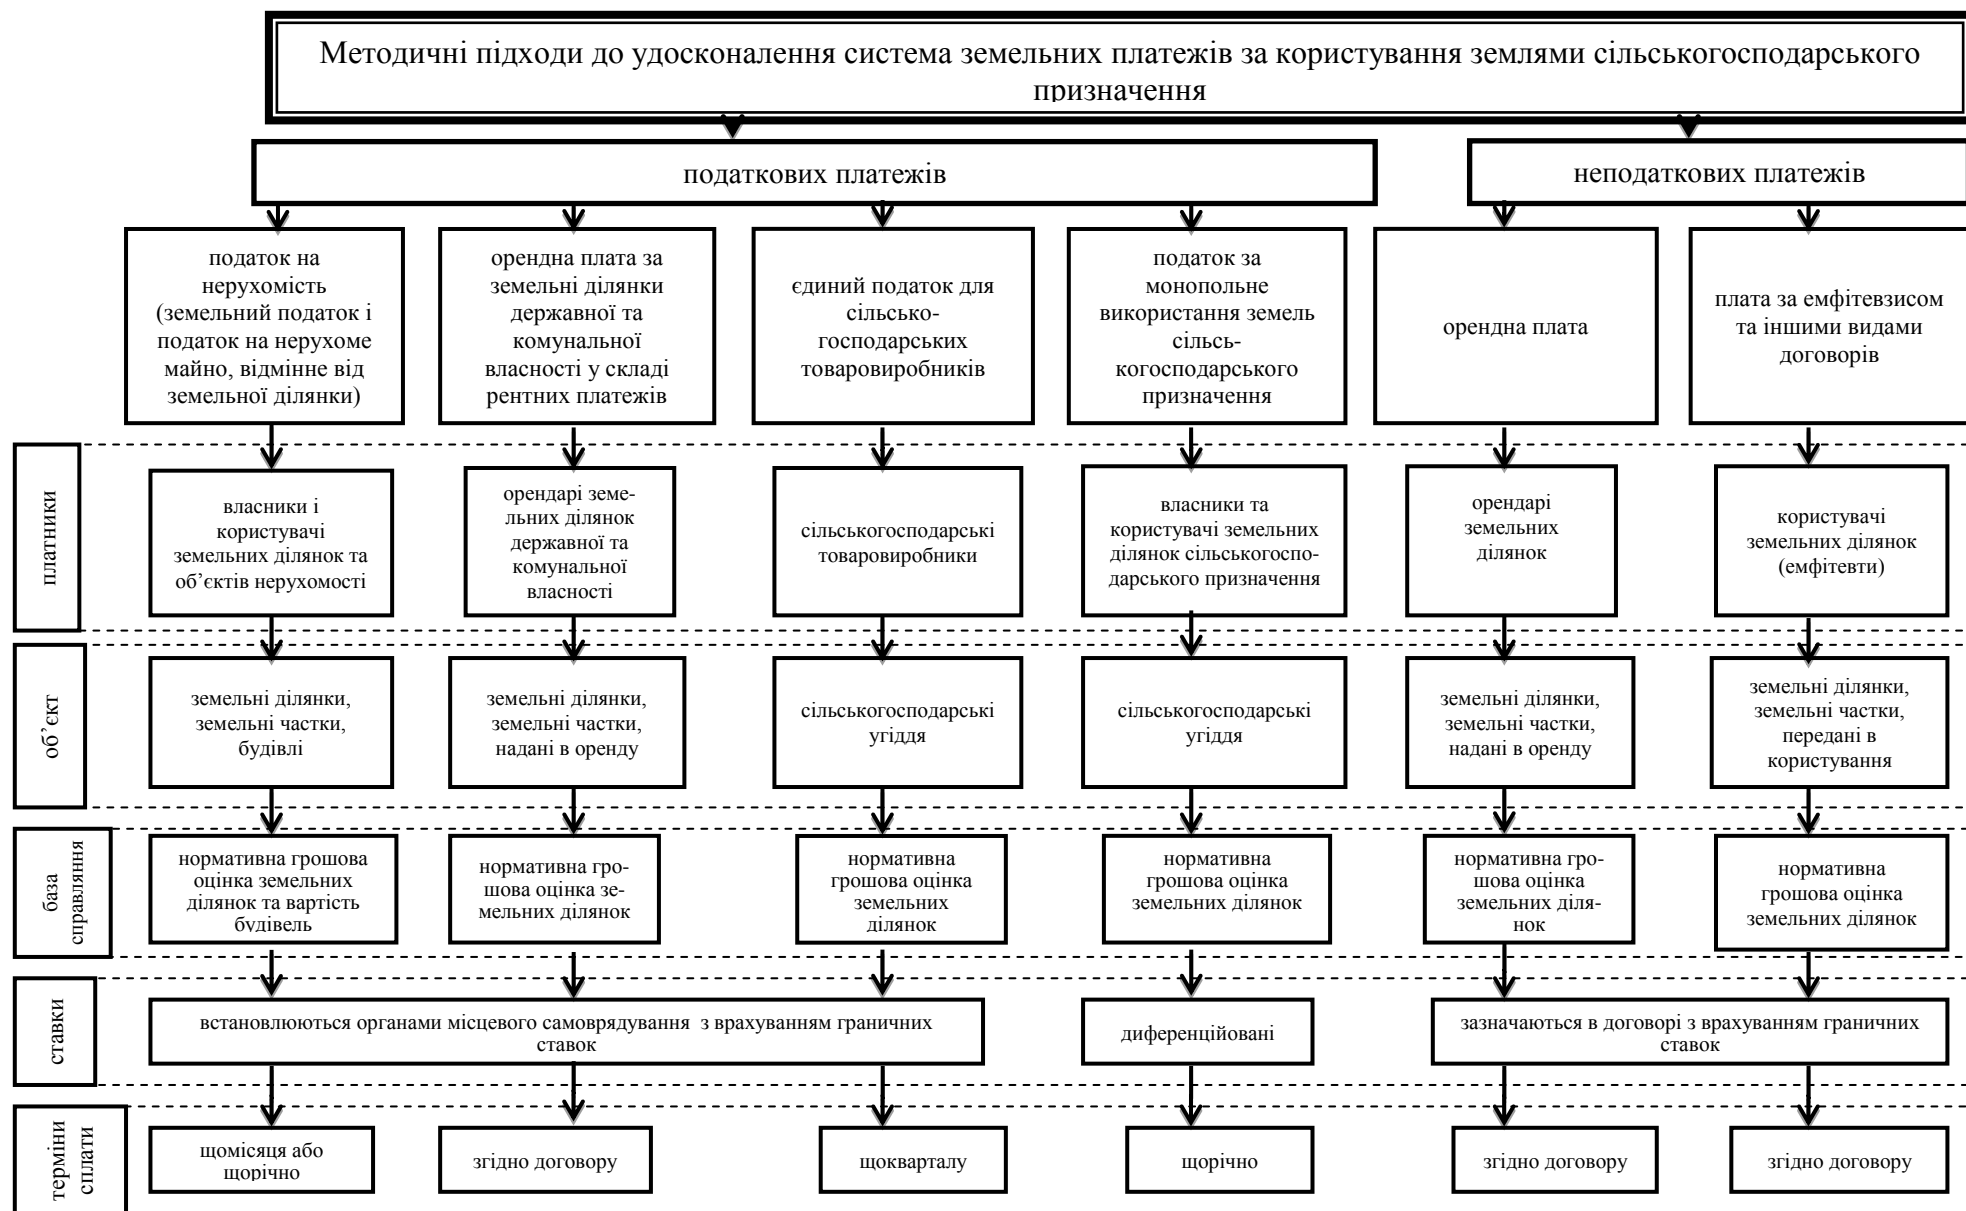 Методичні підходи до удосконалення система земельних платежів за користування землями сільськогосподарського
призначення
податкових платежів
неподаткових платежів
податок на
нерухомість
(земельний податок і
податок на нерухоме
майно, відмінне від
земельної ділянки)
орендна плата за
земельні ділянки
державної та
комунальної
власності у складі
рентних платежів
єдиний податок для
сільсько-
господарських
товаровиробників
податок за
монопольне
використання земель
сільсь-
когосподарського
призначення
орендна плата
плата за емфітевзисом
та іншими видами
договорів
платники
власники і
користувачі
земельних ділянок та
об’єктів нерухомості
орендарі земе-
льних ділянок
державної та
комунальної
власності
сільськогосподарські
товаровиробники
власники та
користувачі земельних
ділянок сільськогоспо-
дарського призначення
орендарі
земельних
ділянок
користувачі
земельних ділянок
(емфітевти)
об’єкт
земельні ділянки,
земельні частки,
будівлі
земельні ділянки,
земельні частки,
надані в оренду
сільськогосподарські
угіддя
сільськогосподарські
угіддя
земельні ділянки,
земельні частки,
надані в оренду
земельні ділянки,
земельні частки,
передані в
користування
база
справляння
нормативна грошова
оцінка земельних
ділянок та вартість
будівель
нормативна гро-
шова оцінка зе-
мельних ділянок
нормативна
грошова оцінка
земельних
ділянок
нормативна
грошова оцінка
земельних ділянок
нормативна гро-
шова оцінка
земельних діля-
нок
нормативна
грошова оцінка
земельних ділянок
ставки
встановлюються органами місцевого самоврядування з врахуванням граничних
ставок
диференційовані
зазначаються в договорі з врахуванням граничних
ставок
терміни
сплати
щомісяця або
щорічно
згідно договору
щокварталу
щорічно
згідно договору
згідно договору